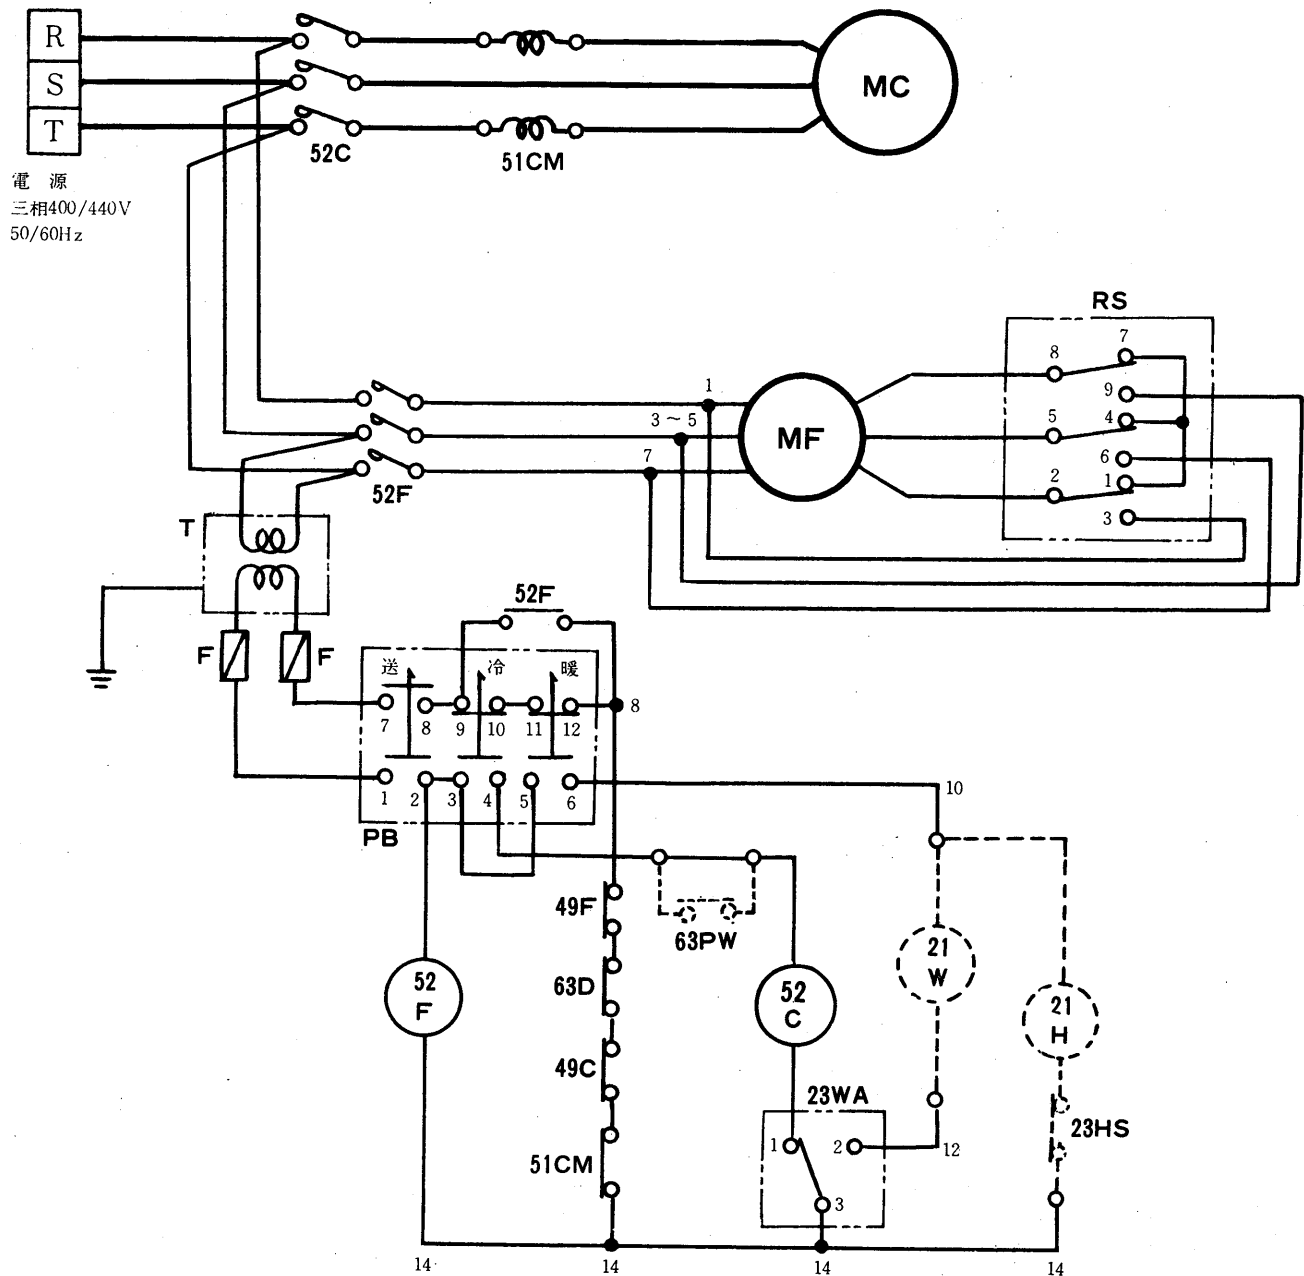 R
S
T
電 源
三相400/440V
50/60Hz
52C
51CM
MC
RS
7
8
9
1
3～5
4
5
MF
7
6
1
2
52F
3
T
52F
F
F
送
冷
暖
8
7
8
9
10
11
12
1
2
3
4
5
6
10
PB
49F
63PW
21
W
63D
52
F
52
C
21
H
49C
23WA
23HS
1
2
12
51CM
3
14
14
14
14